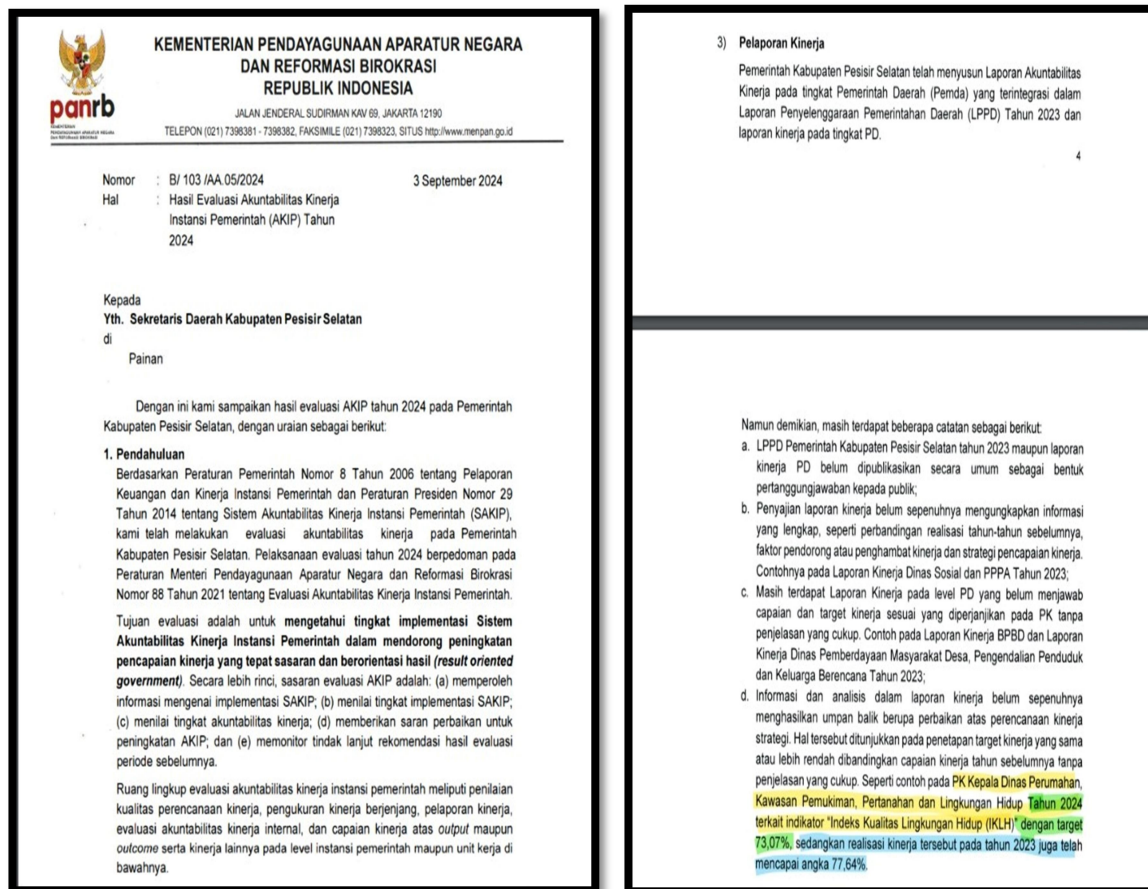 KEMENTERIAN PENDAYAGUNAAN APARATUR NEGARA
DAN REFORMASI BIROKRASI
REPUBLIK INDONESIA
JALAN JENDERAL SUDIRMAN KAV 69, JAKARTA 12190
TELEPON (021) 7398381 - 7398382, FAKSIMILE (021) 7398323, SITUS http://www.menpan.go.id
panrb
Nomor : B/ 103 /AA.05/2024 3 September 2024
Hal : Hasil Evaluasi Akuntabilitas Kinerja
Instansi Pemerintah (AKIP) Tahun
2024
Kepada
Yth. Sekretaris Daerah Kabupaten Pesisir Selatan
di
Painan
Dengan ini kami sampaikan hasil evaluasi AKIP tahun 2024 pada Pemerintah
Kabupaten Pesisir Selatan, dengan uraian sebagai berikut:
1. Pendahuluan
Berdasarkan Peraturan Pemerintah Nomor 8 Tahun 2006 tentang Pelaporan
Keuangan dan Kinerja Instansi Pemerintah dan Peraturan Presiden Nomor 29
Tahun 2014 tentang Sistem Akuntabilitas Kinerja Instansi Pemerintah (SAKIP),
kami telah melakukan evaluasi akuntabilitas kinerja pada Pemerintah
Kabupaten Pesisir Selatan. Pelaksanaan evaluasi tahun 2024 berpedoman pada
Peraturan Menteri Pendayagunaan Aparatur Negara dan Reformasi Birokrasi
Nomor 88 Tahun 2021 tentang Evaluasi Akuntabilitas Kinerja Instansi Pemerintah.
Tujuan evaluasi adalah untuk mengetahui tingkat implementasi Sistem
Akuntabilitas Kinerja Instansi Pemerintah dalam mendorong peningkatan
pencapaian kinerja yang tepat sasaran dan berorientasi hasil (result oriented
government). Secara lebih rinci, sasaran evaluasi AKIP adalah: (a) memperoleh
informasi mengenai implementasi SAKIP; (b) menilai tingkat implementasi SAKIP;
(c) menilai tingkat akuntabilitas kinerja; (d) memberikan saran perbaikan untuk
peningkatan AKIP; dan (e) memonitor tindak lanjut rekomendasi hasil evaluasi
periode sebelumnya.
Ruang lingkup evaluasi akuntabilitas kinerja instansi pemerintah meliputi penilaian
kualitas perencanaan kinerja, pengukuran kinerja berjenjang, pelaporan kinerja,
evaluasi akuntabilitas kinerja internal, dan capaian kinerja atas output maupun
outcome serta kinerja lainnya pada level instansi pemerintah maupun unit kerja di
bawahnya.
3) Pelaporan Kinerja
Pemerintah Kabupaten Pesisir Selatan telah menyusun Laporan Akuntabilitas
Kinerja pada tingkat Pemerintah Daerah (Pemda) yang terintegrasi dalam
Laporan Penyelenggaraan Pemerintahan Daerah (LPPD) Tahun 2023 dan
laporan kinerja pada tingkat PD.
4
Namun demikian, masih terdapat beberapa catatan sebagai berikut:
a. LPPD Pemerintah Kabupaten Pesisir Selatan tahun 2023 maupun laporan
kinerja PD belum dipublikasikan secara umum sebagai bentuk
pertanggungjawaban kepada publik;
b. Penyajian laporan kinerja belum sepenuhnya mengungkapkan informasi
yang lengkap, seperti perbandingan realisasi tahun-tahun sebelumnya,
faktor pendorong atau penghambat kinerja dan strategi pencapaian kinerja.
Contohnya pada Laporan Kinerja Dinas Sosial dan PPPA Tahun 2023;
c. Masih terdapat Laporan Kinerja pada level PD yang belum menjawab
capaian dan target kinerja sesuai yang diperjanjikan pada PK tanpa
penjelasan yang cukup. Contoh pada Laporan Kinerja BPBD dan Laporan
Kinerja Dinas Pemberdayaan Masyarakat Desa, Pengendalian Penduduk
dan Keluarga Berencana Tahun 2023;
d. Informasi dan analisis dalam laporan kinerja belum sepenuhnya
menghasilkan umpan balik berupa perbaikan atas perencanaan kinerja
strategi. Hal tersebut ditunjukkan pada penetapan target kinerja yang sama
atau lebih rendah dibandingkan capaian kinerja tahun sebelumnya tanpa
penjelasan yang cukup. Seperti contoh pada PK Kepala Dinas Perumahan,
Kawasan Pemukiman, Pertanahan dan Lingkungan Hidup Tahun 2024
terkait indikator "Indeks Kualitas Lingkungan Hidup (IKLH)" dengan target
73,07%, sedangkan realisasi kinerja tersebut pada tahun 2023 juga telah
mencapai angka 77,64%.